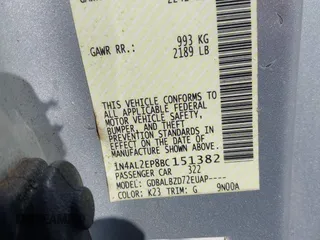 993 KG
GAWR RR.: 2189 LB
THIS VEHICLE CONFORMS TO
ALL APPLICABLE FEDERAL
MOTOR VEHICLE SAFETY,
BUMPER, AND THEFT
PREVENTION STANDARDS IN
EFFECT ON THE DATE OF
MANUFACTURE SHOWN ABOVE.
1N4AL2EP8BC151382
PASSENGER CAR 322
MODEL: GDBALBZD72EUAP----
COLOR: K23 TRIM: G 9N00A